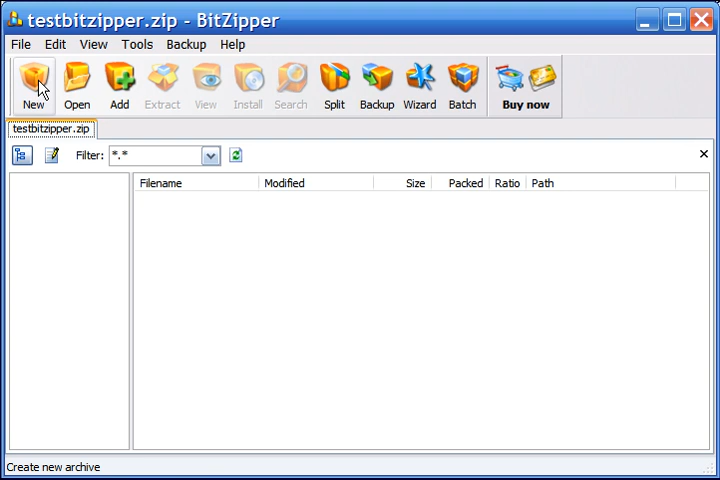 testbitzipper.zip - BitZipper
File Edit View Tools Backup Help
New Open Add Extract View Install Search Split Backup Wizard Batch Buy now
testbitzipper.zip
Filter: *.*
Filename Modified Size Packed Ratio Path
Create new archive